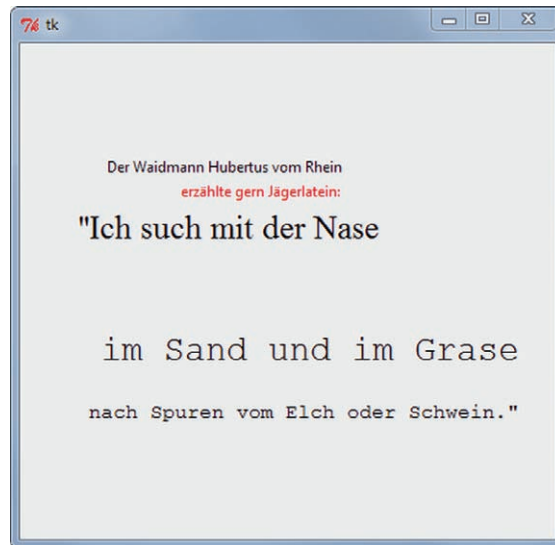 tk
Der Waidmann Hubertus vom Rhein
erzählte gern Jägerlatein:
"Ich such mit der Nase
im Sand und im Grase
nach Spuren vom Elch oder Schwein."